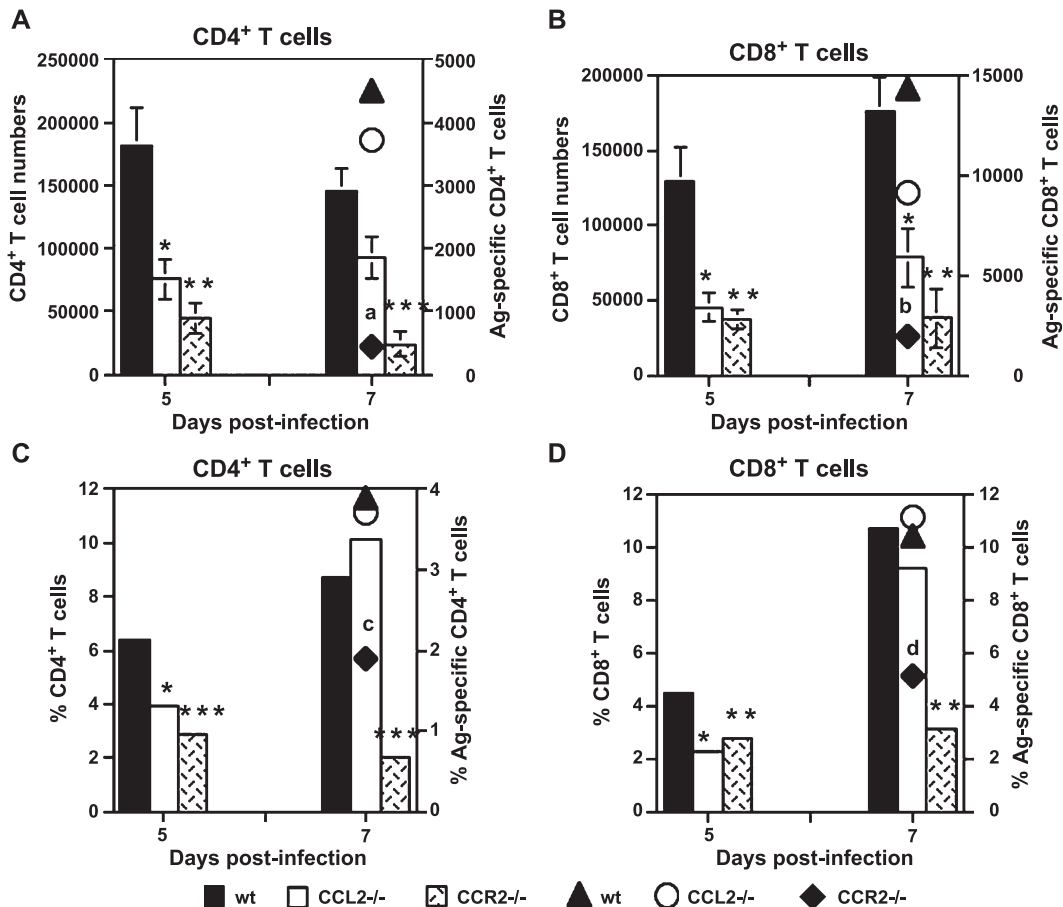 A
CD4+ T cells
250000
200000
150000
100000
50000
0
5000
4000
3000
2000
1000
0
CD4+ T cell numbers
Ag-specific CD4+ T cells
*
**
a
***
5
7
Days post-infection
B
CD8+ T cells
200000
150000
100000
50000
0
15000
10000
5000
0
CD8+ T cell numbers
Ag-specific CD8+ T cells
*
**
*
b
**
5
7
Days post-infection
C
CD4+ T cells
12
10
8
6
4
2
0
4
3
2
1
0
% CD4+ T cells
% Ag-specific CD4+ T cells
*
***
c
***
5
7
Days post-infection
D
CD8+ T cells
12
10
8
6
4
2
0
12
10
8
6
4
2
0
% CD8+ T cells
% Ag-specific CD8+ T cells
*
**
d
**
5
7
Days post-infection
wt CCL2-/- CCR2-/- wt CCL2-/- CCR2-/-